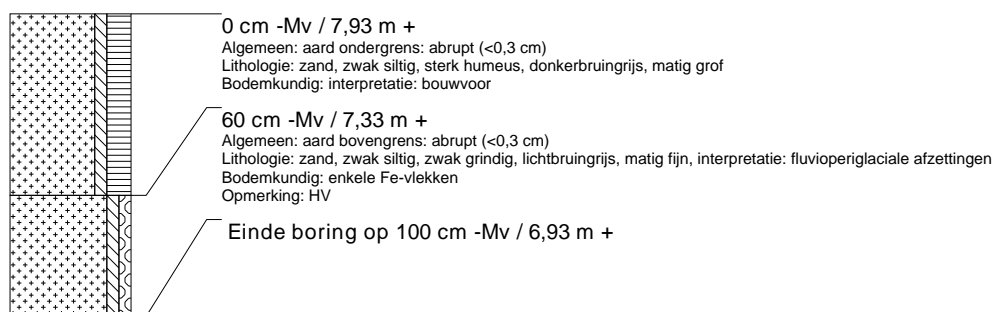 0 cm -Mv / 7,93 m +
Algemeen: aard ondergrens: abrupt (<0,3 cm)
Lithologie: zand, zwak siltig, sterk humeus, donkerbruingrijs, matig grof
Bodemkundig: interpretatie: bouwvoor
60 cm -Mv / 7,33 m +
Algemeen: aard bovengrens: abrupt (<0,3 cm)
Lithologie: zand, zwak siltig, zwak grindig, lichtbruingrijs, matig fijn, interpretatie: fluvioperiglaciale afzettingen
Bodemkundig: enkele Fe-vlekken
Opmerking: HV
Einde boring op 100 cm -Mv / 6,93 m +